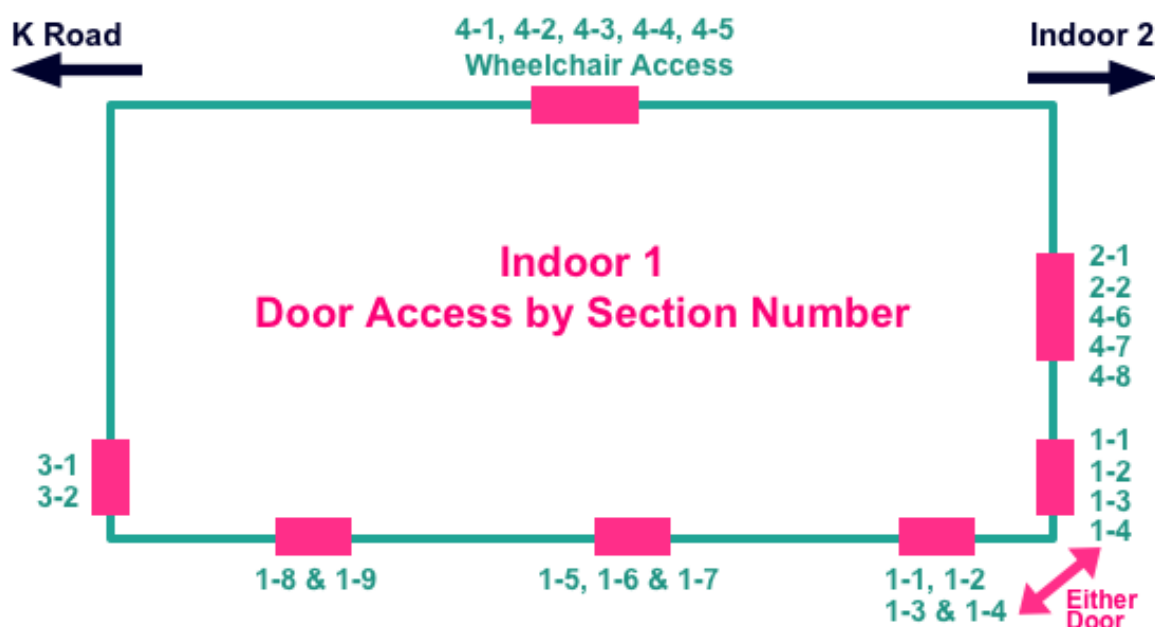 K Road
4-1, 4-2, 4-3, 4-4, 4-5
Wheelchair Access
Indoor 2
Indoor 1
Door Access by Section Number
2-1
2-2
4-6
4-7
4-8
3-1
3-2
1-1
1-2
1-3
1-4
1-8 & 1-9
1-5, 1-6 & 1-7
1-1, 1-2
1-3 & 1-4
Either
Door